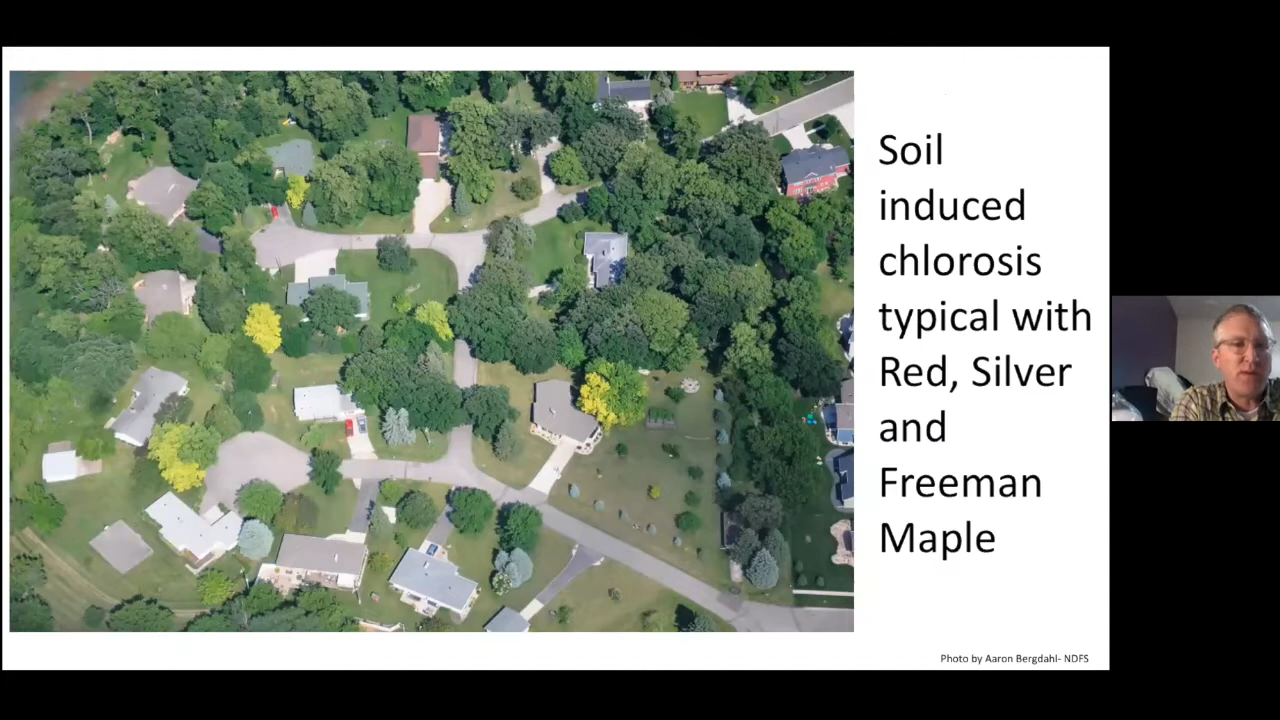 Soil
induced
chlorosis
typical with
Red, Silver
and
Freeman
Maple
Photo by Aaron Bergdahl- NDFS